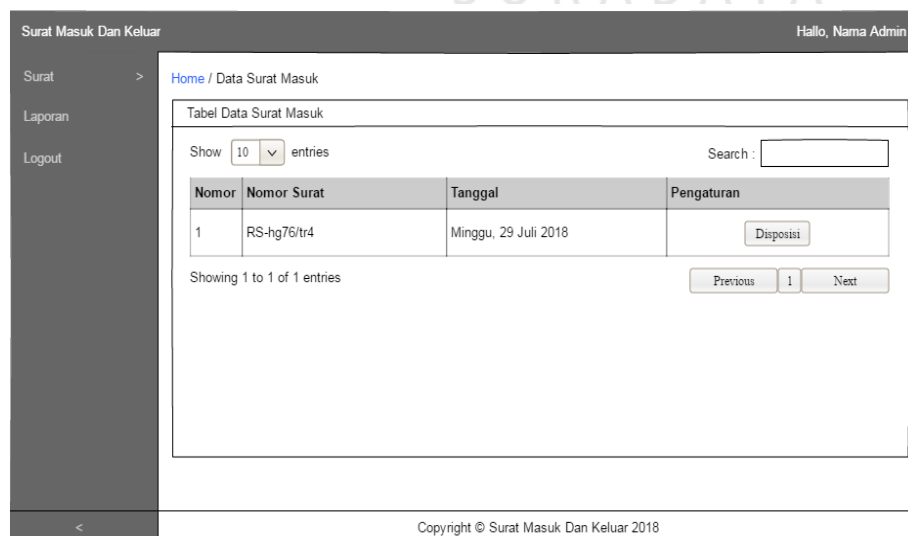 SURABAYA
Surat Masuk Dan Keluar Hallo, Nama Admin
Surat >
Home / Data Surat Masuk
Laporan
Tabel Data Surat Masuk
Logout
Show 10 entries Search :
Nomor Nomor Surat Tanggal Pengaturan
1 RS-hg76/tr4 Minggu, 29 Juli 2018 Disposisi
Showing 1 to 1 of 1 entries Previous 1 Next
< Copyright © Surat Masuk Dan Keluar 2018